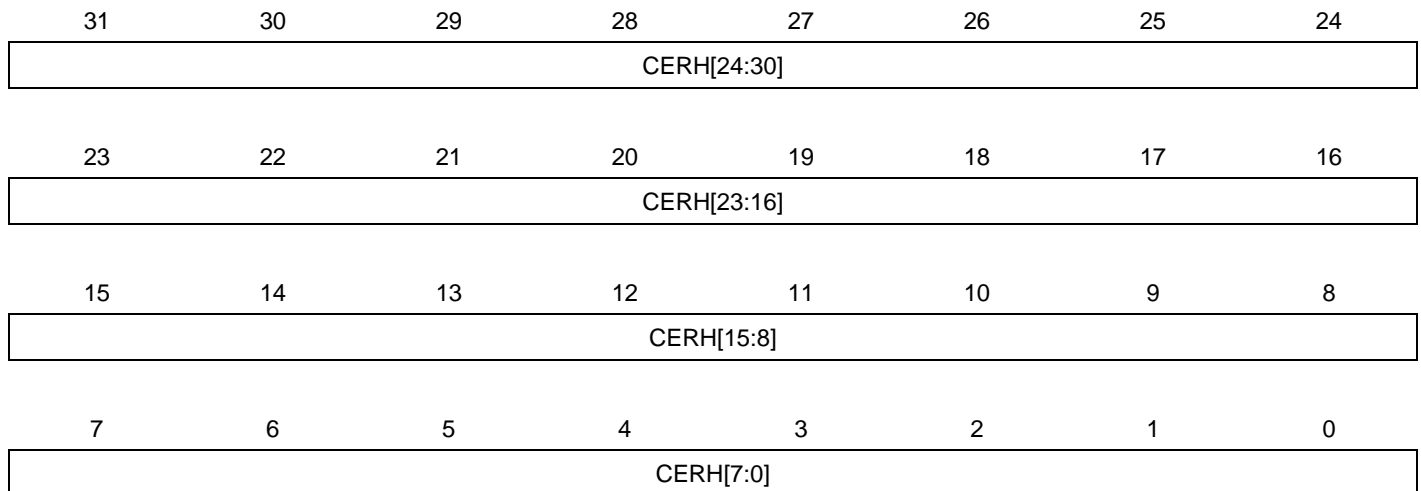 31 30 29 28 27 26 25 24
CERH[24:30]
23 22 21 20 19 18 17 16
CERH[23:16]
15 14 13 12 11 10 9 8
CERH[15:8]
7 6 5 4 3 2 1 0
CERH[7:0]